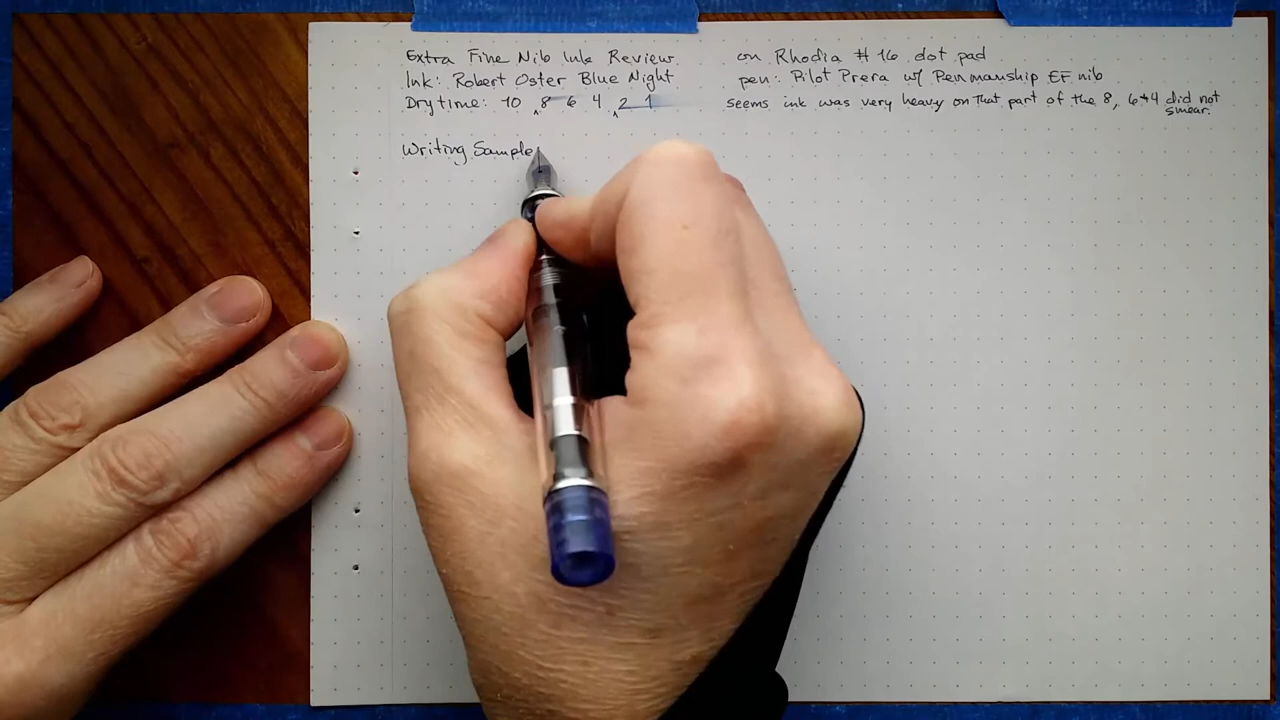 Extra Fine Nib Ink Review. on Rhodia # 16 dot pad
Ink: Robert Oster Blue Night pen: Pilot Prera w/ Penmanship EF nib
Dry time: 10 8 6 4 2 1 seems ink was very heavy on that part of the 8, 6+4 did not
smear.
Writing Sample